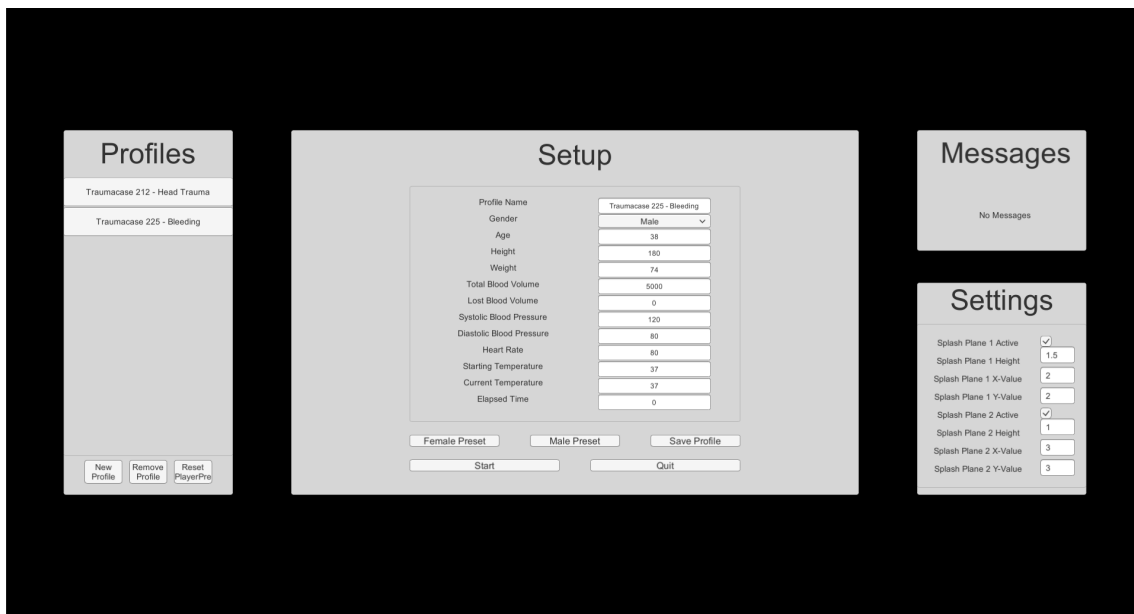 Profiles
Traumacase 212 - Head Trauma
Traumacase 225 - Bleeding
New Profile
Remove Profile
Reset PlayerPre
Setup
Profile Name Traumacase 225 - Bleeding
Gender Male
Age 38
Height 180
Weight 74
Total Blood Volume 5000
Lost Blood Volume 0
Systolic Blood Pressure 120
Diastolic Blood Pressure 80
Heart Rate 80
Starting Temperature 37
Current Temperature 37
Elapsed Time 0
Female Preset Male Preset Save Profile
Start Quit
Messages
No Messages
Settings
Splash Plane 1 Active
Splash Plane 1 Height 1.5
Splash Plane 1 X-Value 2
Splash Plane 1 Y-Value 2
Splash Plane 2 Active
Splash Plane 2 Height 1
Splash Plane 2 X-Value 3
Splash Plane 2 Y-Value 3